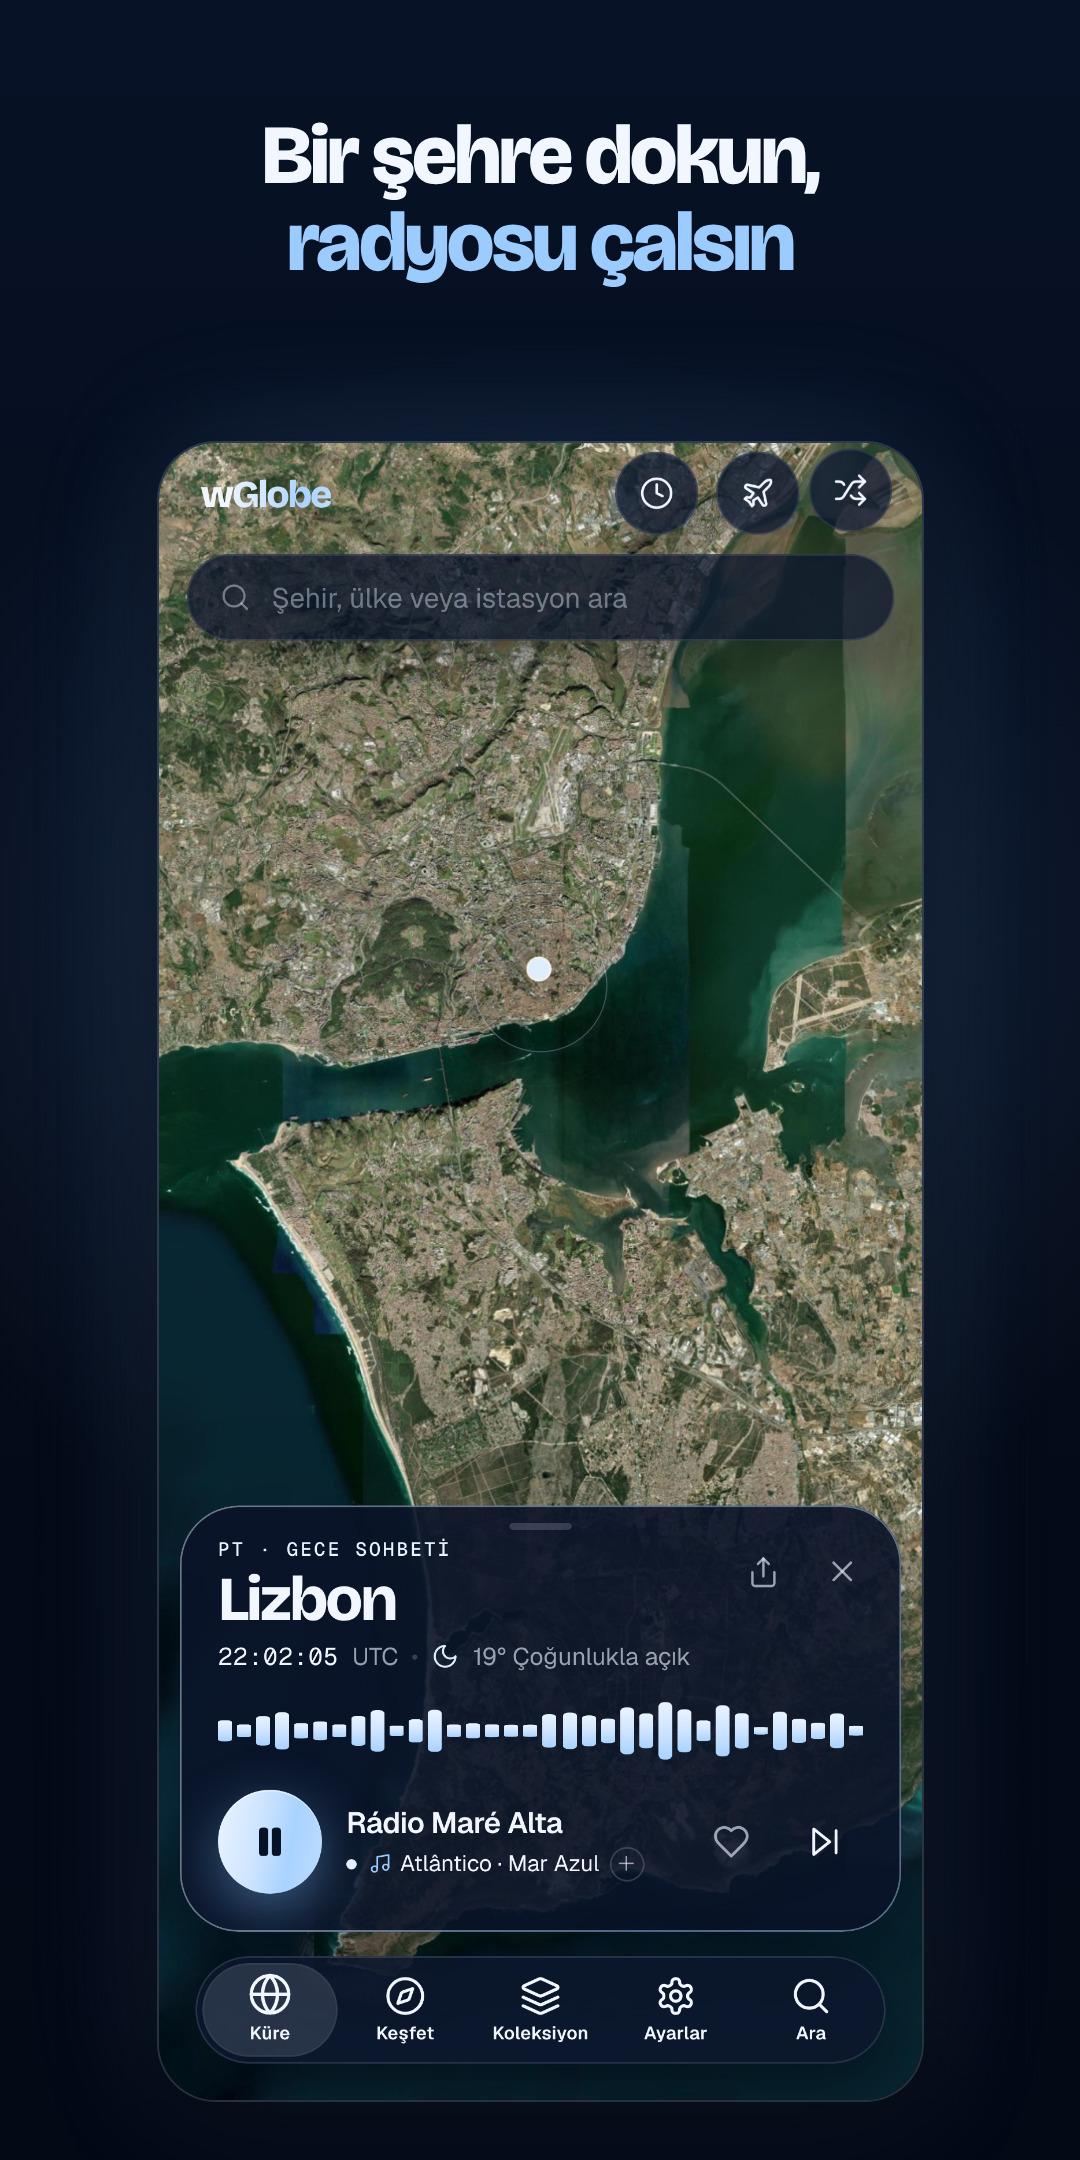 Bir şehre dokun,
radyosu çalsın
wGlobe
Şehir, ülke veya istasyon ara
PT · GECE SOHBETİ
Lizbon
22:02:05 UTC • 19° Çoğunlukla açık
Rádio Maré Alta
Atlântico · Mar Azul
Küre
Keşfet
Koleksiyon
Ayarlar
Ara